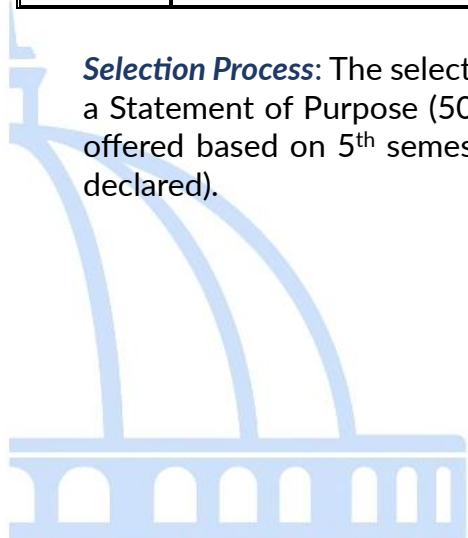 Selection Process: The select
a Statement of Purpose (50
offered based on 5th semes
declared).